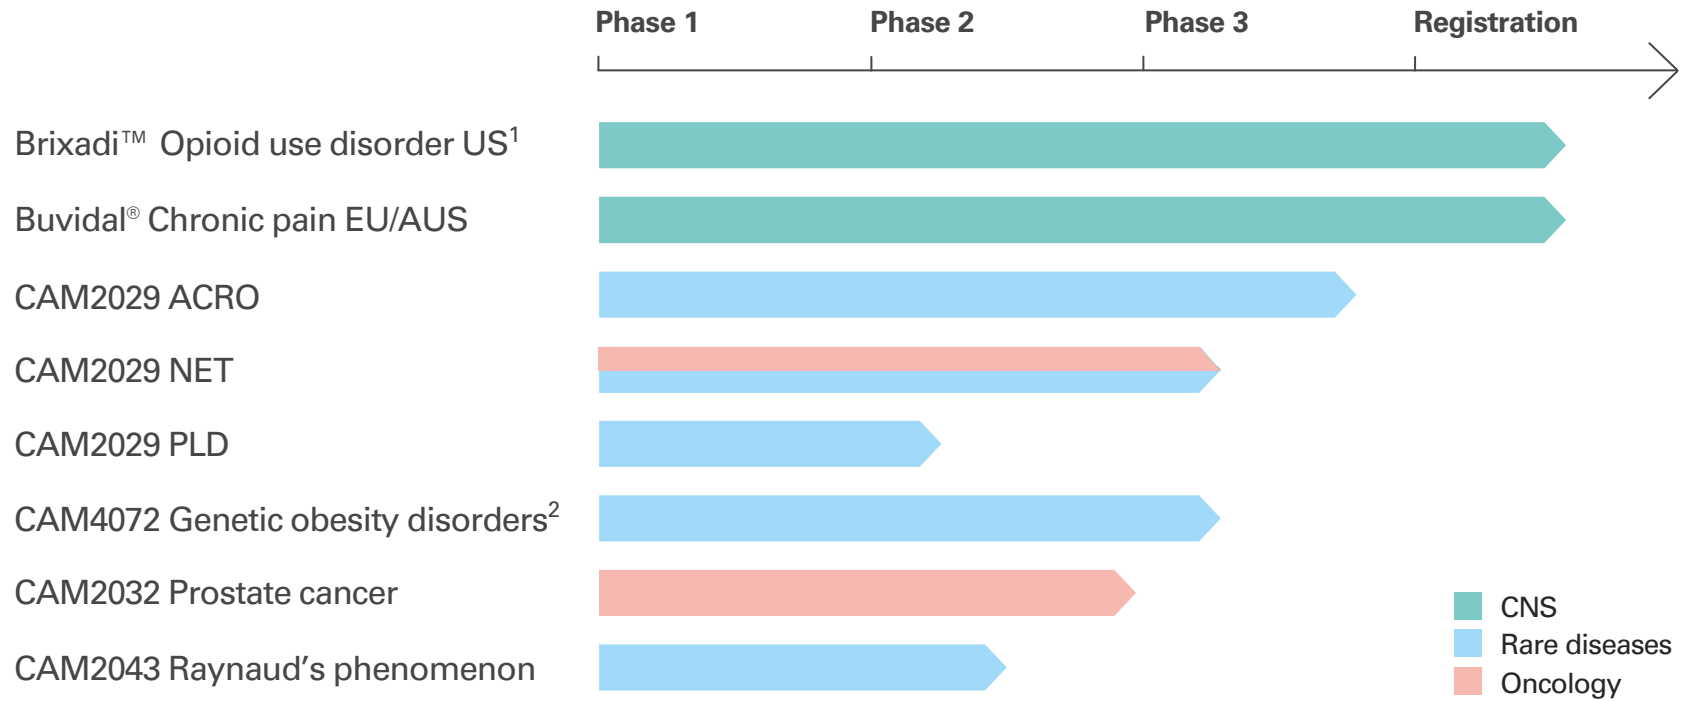 Phase 1 Phase 2 Phase 3 Registration
Brixadi™ Opioid use disorder US¹
Buvidal® Chronic pain EU/AUS
CAM2029 ACRO
CAM2029 NET
CAM2029 PLD
CAM4072 Genetic obesity disorders²
CAM2032 Prostate cancer
CAM2043 Raynaud’s phenomenon
CNS
Rare diseases
Oncology